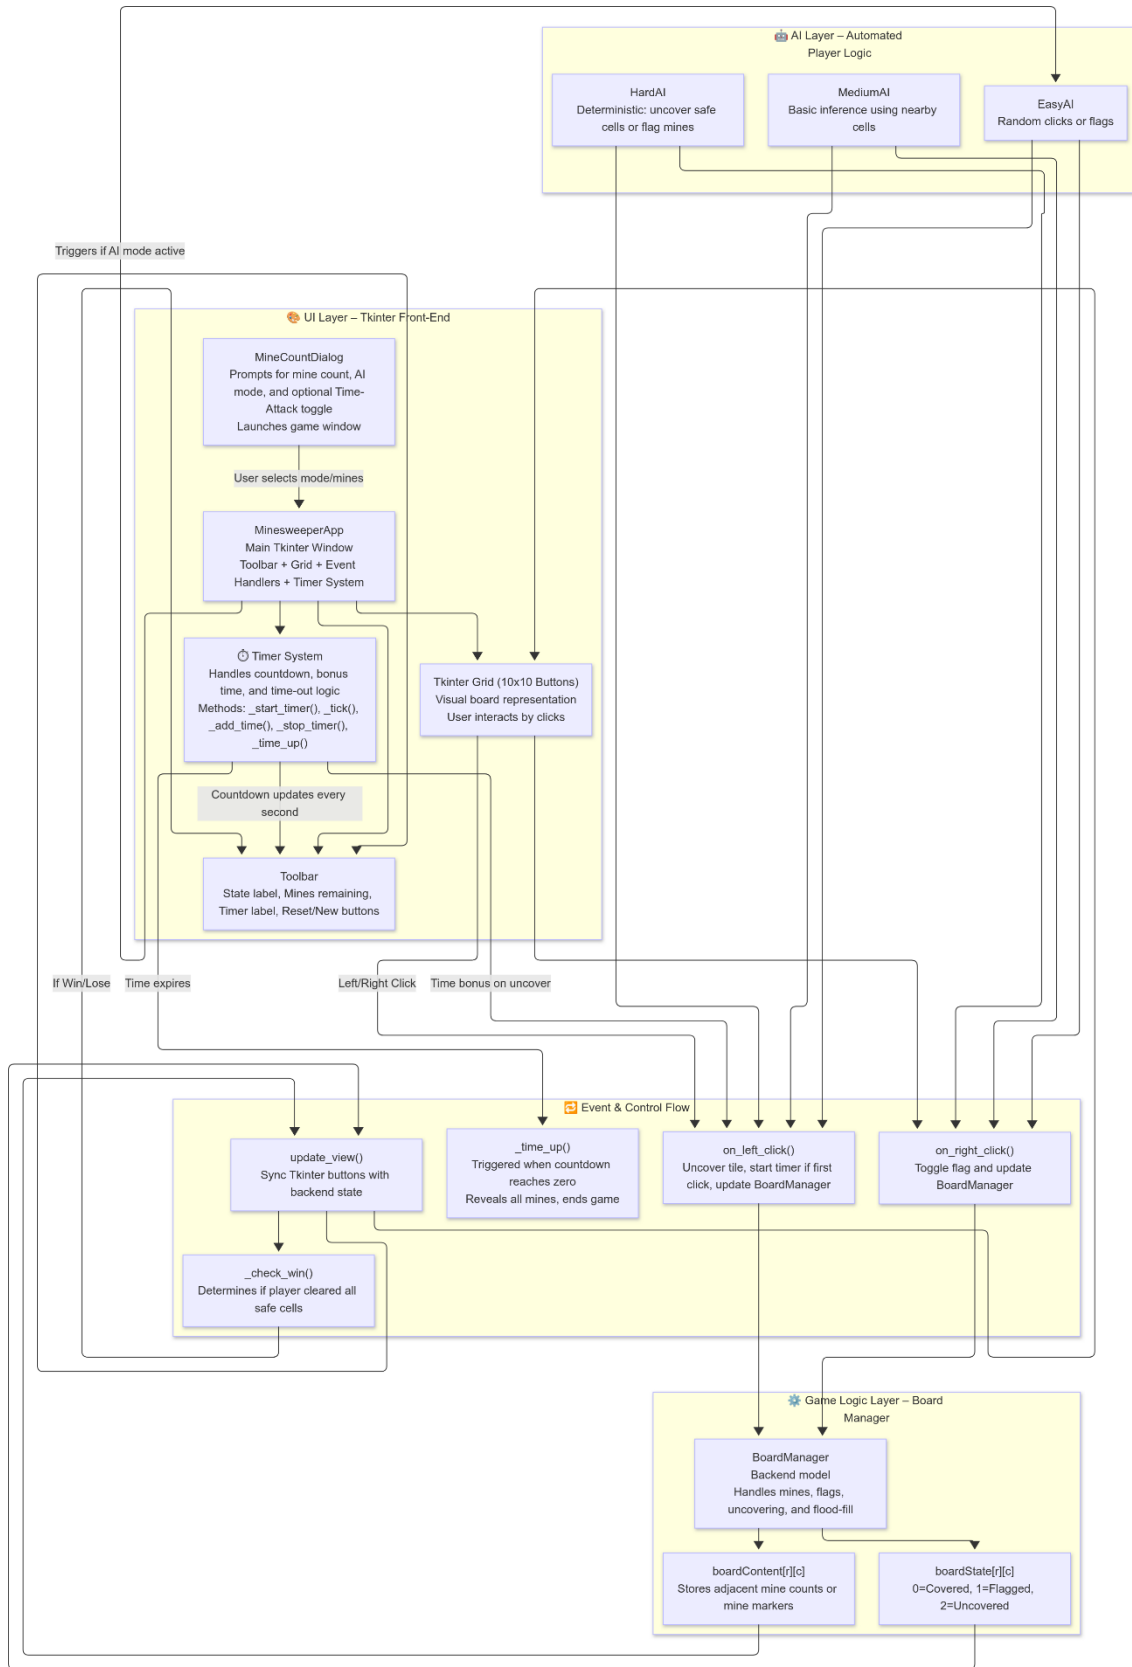 🤖 AI Layer – Automated
Player Logic
HardAI
Deterministic: uncover safe
cells or flag mines
MediumAI
Basic inference using nearby
cells
EasyAI
Random clicks or flags
Triggers if AI mode active
🎨 UI Layer – Tkinter Front-End
MineCountDialog
Prompts for mine count, AI
mode, and optional Time-
Attack toggle
Launches game window
User selects mode/mines
MinesweeperApp
Main Tkinter Window
Toolbar + Grid + Event
Handlers + Timer System
⏱️ Timer System
Handles countdown, bonus
time, and time-out logic
Methods: _start_timer(), _tick(),
_add_time(), _stop_timer(),
_time_up()
Tkinter Grid (10x10 Buttons)
Visual board representation
User interacts by clicks
Countdown updates every
second
Toolbar
State label, Mines remaining,
Timer label, Reset/New buttons
If Win/Lose
Time expires
Left/Right Click
Time bonus on uncover
🔁 Event & Control Flow
update_view()
Sync Tkinter buttons with
backend state
_time_up()
Triggered when countdown
reaches zero
Reveals all mines, ends game
on_left_click()
Uncover tile, start timer if first
click, update BoardManager
on_right_click()
Toggle flag and update
BoardManager
_check_win()
Determines if player cleared all
safe cells
⚙️ Game Logic Layer – Board
Manager
BoardManager
Backend model
Handles mines, flags,
uncovering, and flood-fill
boardContent[r][c]
Stores adjacent mine counts or
mine markers
boardState[r][c]
0=Covered, 1=Flagged,
2=Uncovered